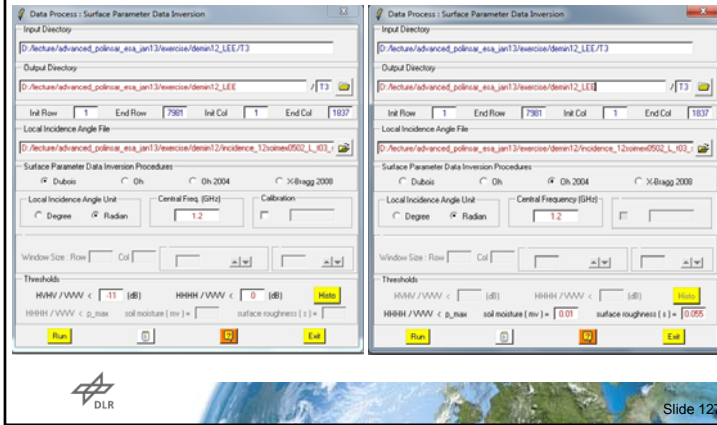 Data Process : Surface Parameter Data Inversion
Input Directory
D:/lecture/advanced_polinsar_esa_jan13/exercise/demin12_LEE/T3
Output Directory
D:/lecture/advanced_polinsar_esa_jan13/exercise/demin12_LEE / T3
Init Row 1 End Row 7981 Init Col 1 End Col 1837
Local Incidence Angle File
D:/lecture/advanced_polinsar_esa_jan13/exercise/demin12/incidence_12soimex0502_L_t03_
Surface Parameter Data Inversion Procedures
Dubois Oh Oh 2004 X-Bragg 2008
Local Incidence Angle Unit Central Freq. (GHz) Calibration
Degree Radian 1.2
Window Size : Row Col
Thresholds
HVHV / VVVV < -11 (dB) HHHH / VVVV < 0 (dB) Histo
HHHH / VVVV < p_max soil moisture ( mv ) = surface roughness ( s ) =
Run Exit
Data Process : Surface Parameter Data Inversion
Input Directory
D:/lecture/advanced_polinsar_esa_jan13/exercise/demin12_LEE/T3
Output Directory
D:/lecture/advanced_polinsar_esa_jan13/exercise/demin12_LEE / T3
Init Row 1 End Row 7981 Init Col 1 End Col 1837
Local Incidence Angle File
D:/lecture/advanced_polinsar_esa_jan13/exercise/demin12/incidence_12soimex0502_L_t03_
Surface Parameter Data Inversion Procedures
Dubois Oh Oh 2004 X-Bragg 2008
Local Incidence Angle Unit Central Frequency (GHz)
Degree Radian 1.2
Window Size : Row Col
Thresholds
HVHV / VVVV < (dB) HHHH / VVVV < (dB) Histo
HHHH / VVVV < p_max soil moisture ( mv ) = 0.01 surface roughness ( s ) = 0.055
Run Exit
DLR
Slide 127